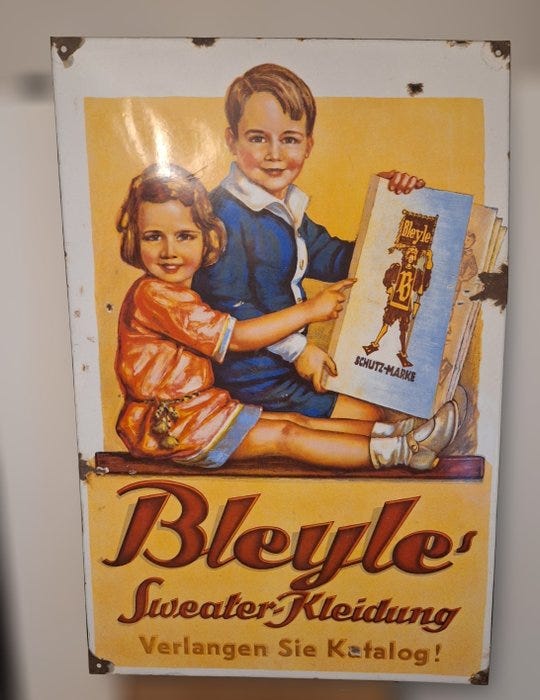 Bleyle
B
SCHUTZ-MARKE
Bleyle's
Sweater-Kleidung
Verlangen Sie Katalog!